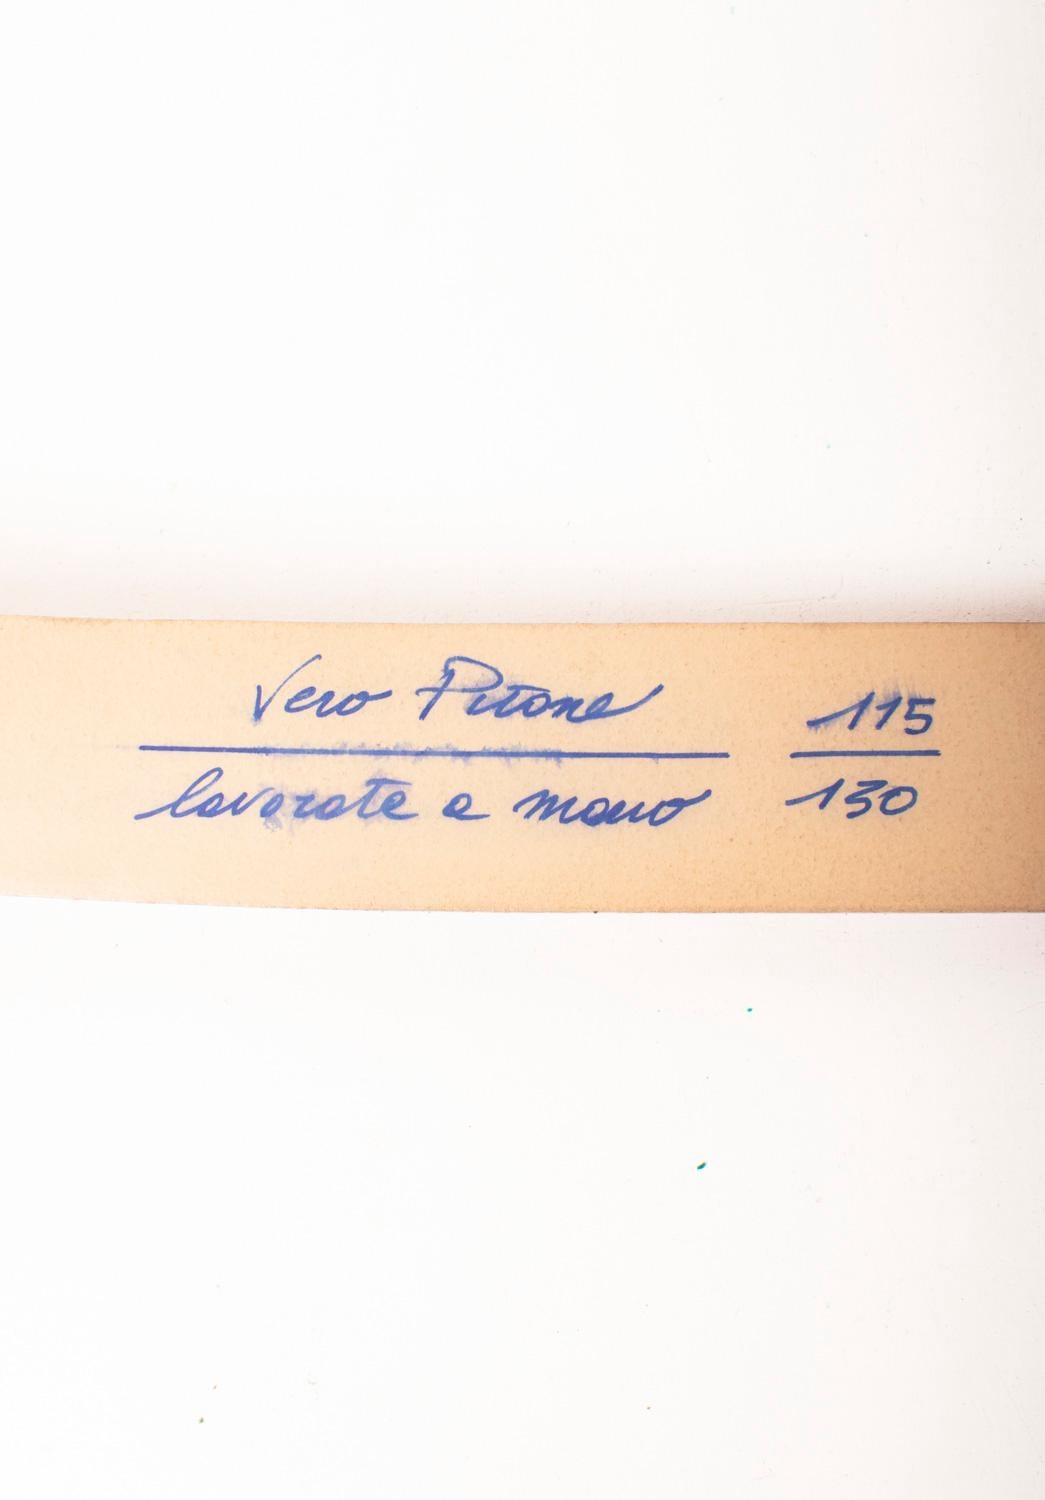 Vero Pitone 115
lavorate a mano 130